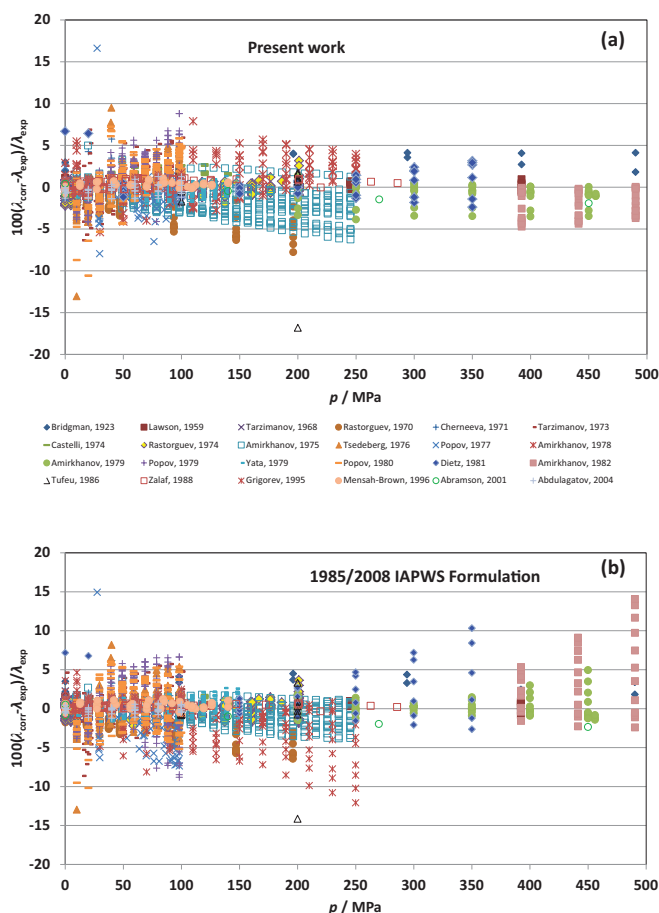 (a)
Present work
20
15
10
5
0
-5
-10
-15
-20
100(λcorr-λexp)/λexp
0 50 100 150 200 250 300 350 400 450 500
p / MPa
Bridgman, 1923 Lawson, 1959 Tarzimanov, 1968 Rastorguev, 1970 Cherneeva, 1971 Tarzimanov, 1973
Castelli, 1974 Rastorguev, 1974 Amirkhanov, 1975 Tsedeberg, 1976 Popov, 1977 Amirkhanov, 1978
Amirkhanov, 1979 Popov, 1979 Yata, 1979 Popov, 1980 Dietz, 1981 Amirkhanov, 1982
Tufeu, 1986 Zalaf, 1988 Grigorev, 1995 Mensah-Brown, 1996 Abramson, 2001 Abdulagatov, 2004
(b)
1985/2008 IAPWS Formulation
20
15
10
5
0
-5
-10
-15
-20
100(λcorr-λexp)/λexp
0 50 100 150 200 250 300 350 400 450 500
p / MPa